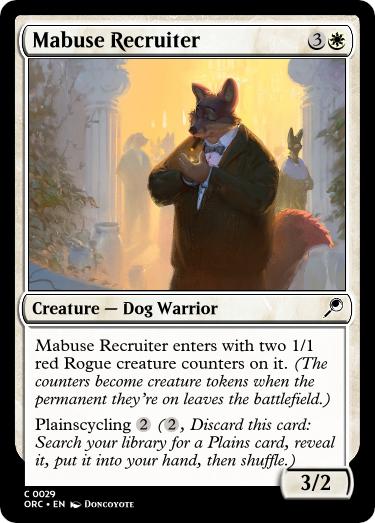 Mabuse Recruiter 3
Creature — Dog Warrior
Mabuse Recruiter enters with two 1/1
red Rogue creature counters on it. (The
counters become creature tokens when the
permanent they're on leaves the battlefield.)
Plainscycling 2 (2, Discard this card:
Search your library for a Plains card, reveal
it, put it into your hand, then shuffle.)
3/2
C 0029
ORC • EN Doncoyote